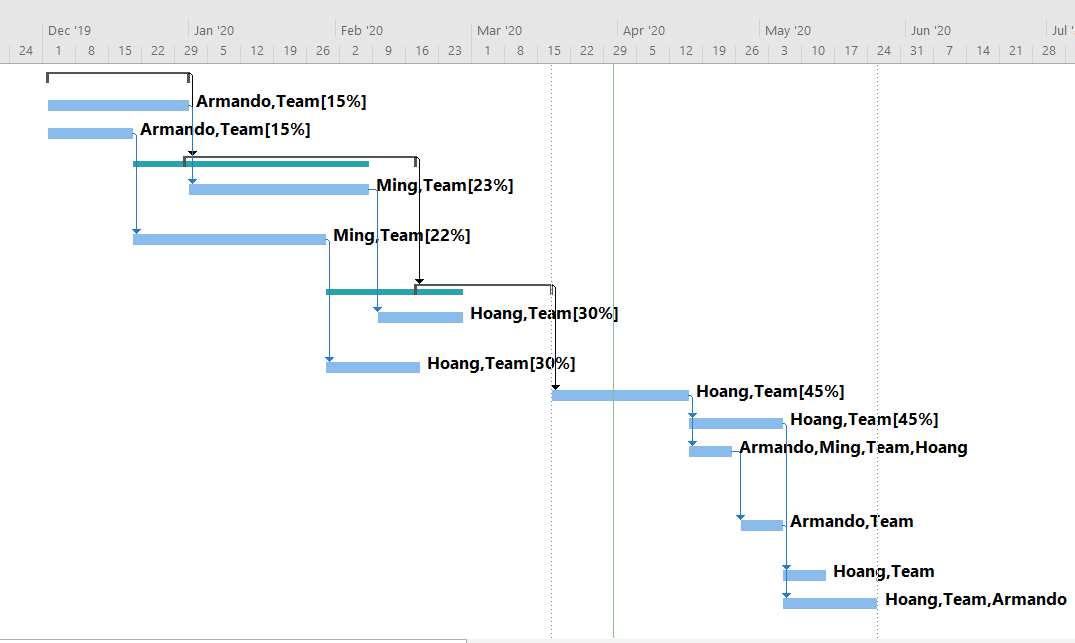 Dec '19 Jan '20 Feb '20 Mar '20 Apr '20 May '20 Jun '20 Jul '
24 1 8 15 22 29 5 12 19 26 2 9 16 23 1 8 15 22 29 5 12 19 26 3 10 17 24 31 7 14 21 28
Armando,Team[15%]
Armando,Team[15%]
Ming,Team[23%]
Ming,Team[22%]
Hoang,Team[30%]
Hoang,Team[30%]
Hoang,Team[45%]
Hoang,Team[45%]
Armando,Ming,Team,Hoang
Armando,Team
Hoang,Team
Hoang,Team,Armando